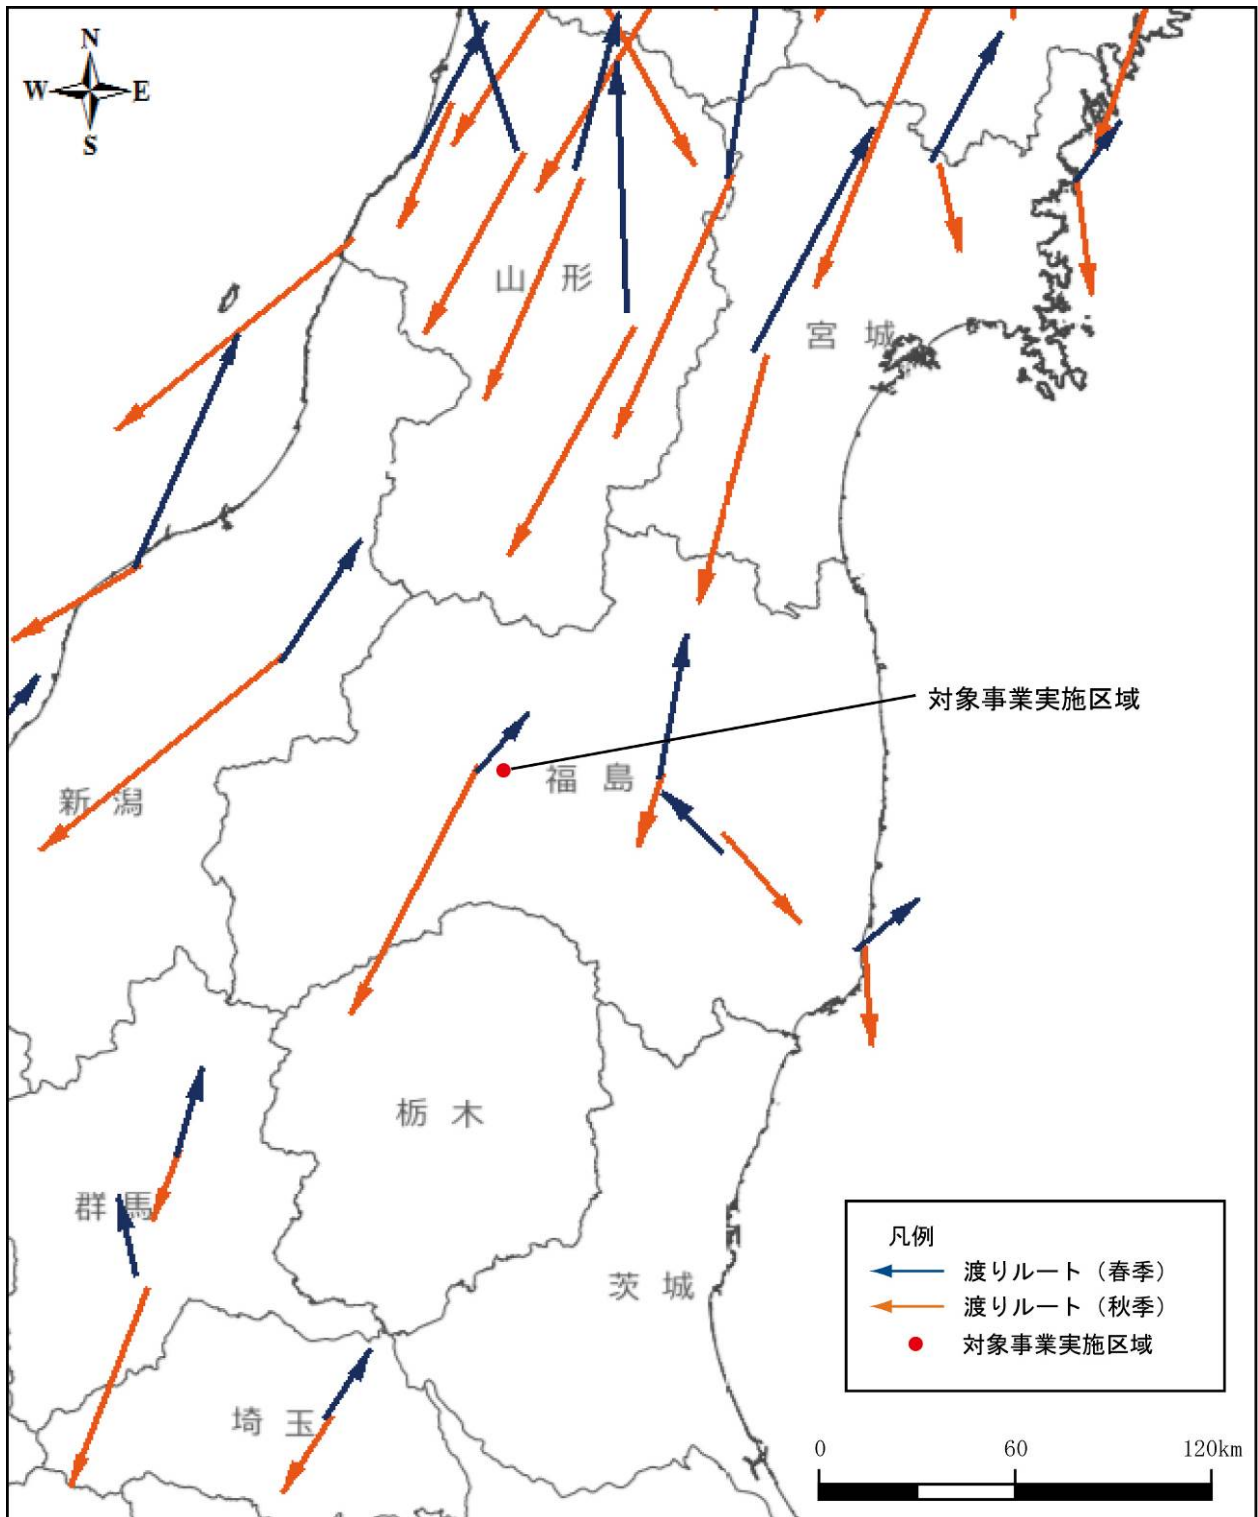 N
W E
S
山 形
宮 城
対象事業実施区域
福 島
新 潟
栃 木
群 馬
茨 城
埼 玉
凡例
渡りルート（春季）
渡りルート（秋季）
対象事業実施区域
0 60 120km